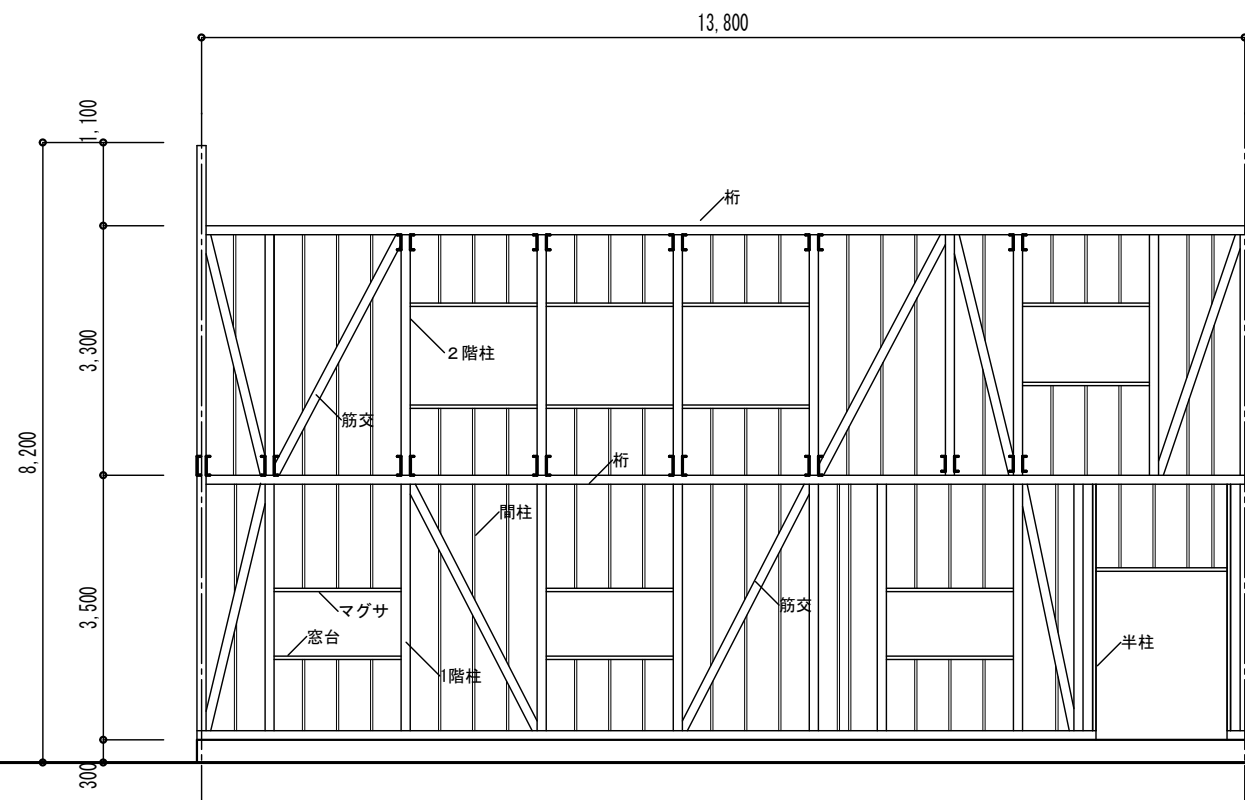 13,800
1,100
桁
3,300
２階柱
筋交
8,200
桁
間柱
3,500
マグサ
筋交
窓台
半柱
1階柱
300